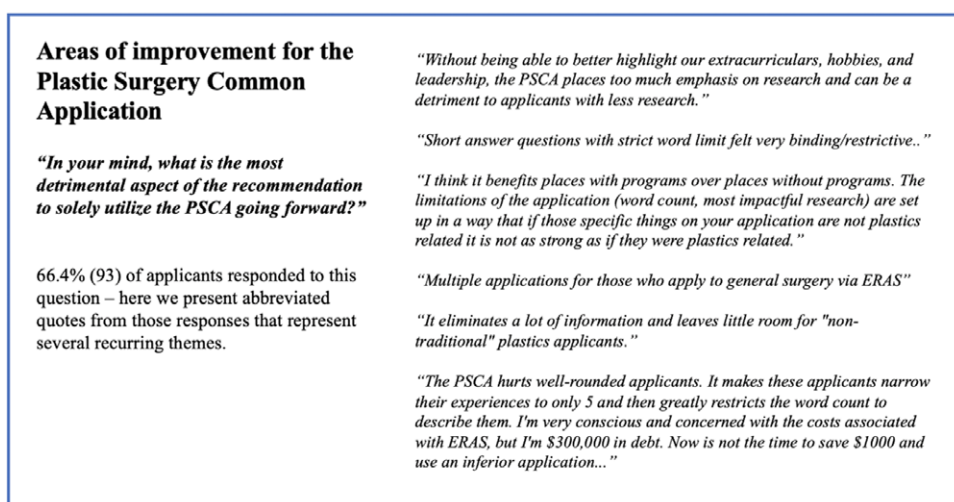 Areas of improvement for the
Plastic Surgery Common
Application
“In your mind, what is the most
detrimental aspect of the recommendation
to solely utilize the PSCA going forward?”
66.4% (93) of applicants responded to this
question – here we present abbreviated
quotes from those responses that represent
several recurring themes.
“Without being able to better highlight our extracurriculars, hobbies, and
leadership, the PSCA places too much emphasis on research and can be a
detriment to applicants with less research.”
“Short answer questions with strict word limit felt very binding/restrictive..”
“I think it benefits places with programs over places without programs. The
limitations of the application (word count, most impactful research) are set
up in a way that if those specific things on your application are not plastics
related it is not as strong as if they were plastics related.”
“Multiple applications for those who apply to general surgery via ERAS”
“It eliminates a lot of information and leaves little room for "non-
traditional" plastics applicants.”
“The PSCA hurts well-rounded applicants. It makes these applicants narrow
their experiences to only 5 and then greatly restricts the word count to
describe them. I'm very conscious and concerned with the costs associated
with ERAS, but I'm $300,000 in debt. Now is not the time to save $1000 and
use an inferior application...”